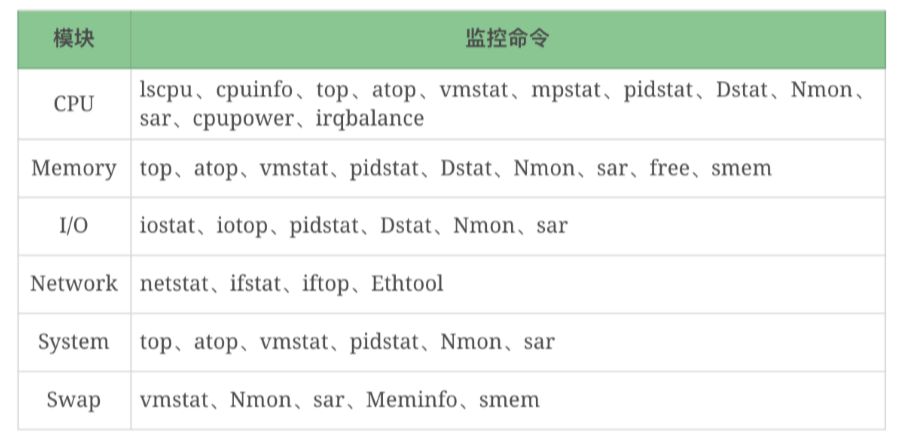 模块 监控命令
CPU lscpu、cpuinfo、top、atop、vmstat、mpstat、pidstat、Dstat、Nmon、
sar、cpupower、irqbalance
Memory top、atop、vmstat、pidstat、Dstat、Nmon、sar、free、smem
I/O iostat、iotop、pidstat、Dstat、Nmon、sar
Network netstat、ifstat、iftop、Ethtool
System top、atop、vmstat、pidstat、Nmon、sar
Swap vmstat、Nmon、sar、Meminfo、smem